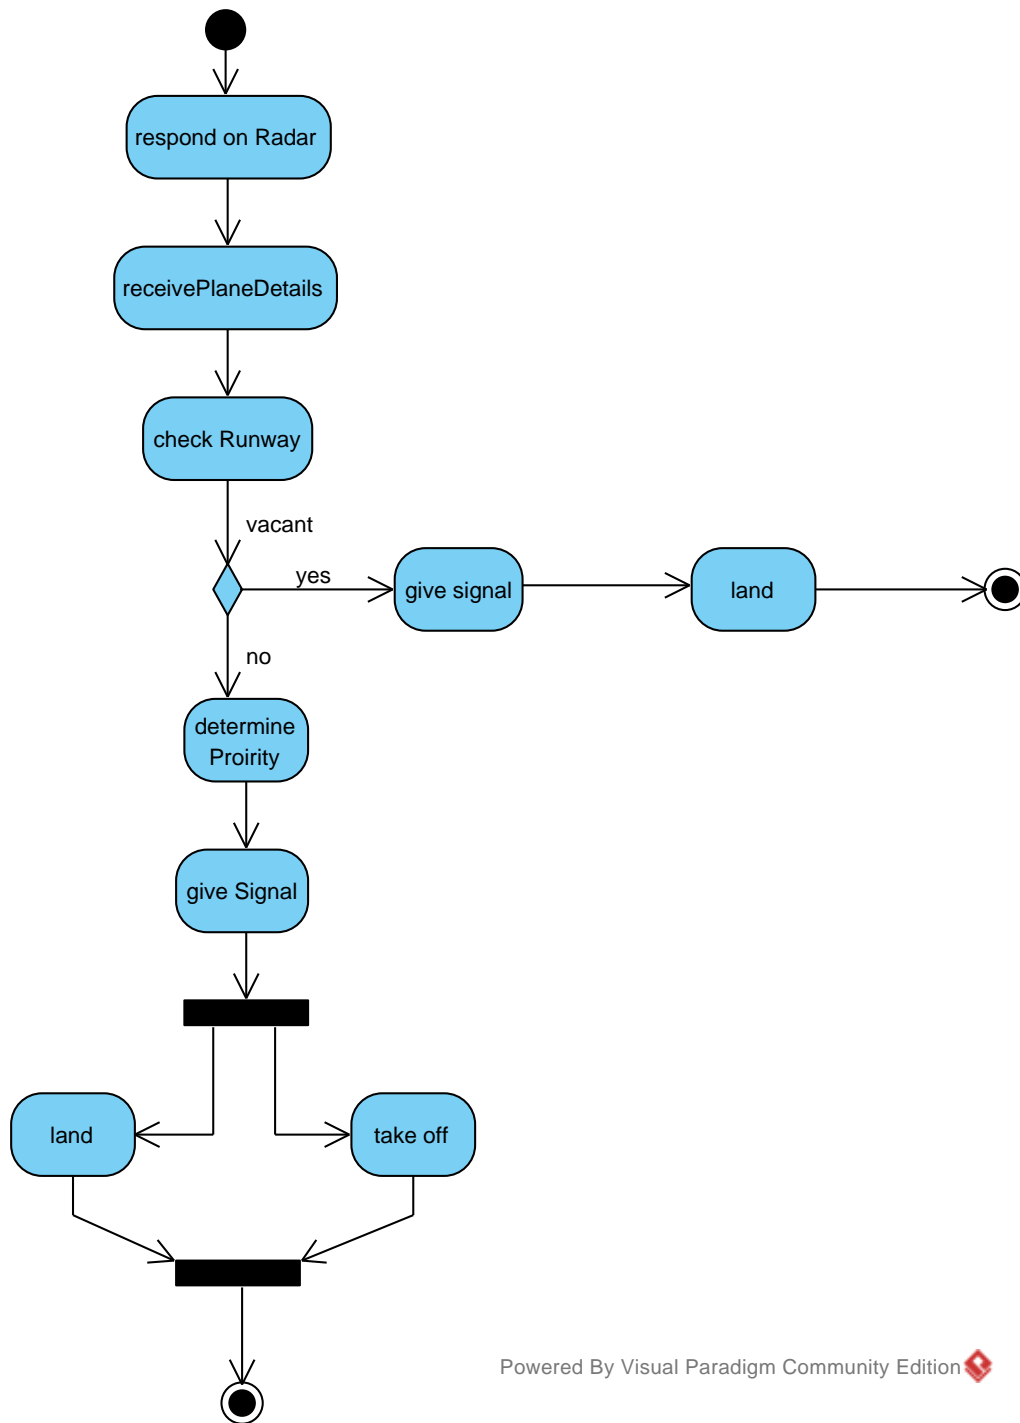 respond on Radar
receivePlaneDetails
check Runway
vacant
yes
give signal
land
no
determine
Proirity
give Signal
land
take off
Powered By Visual Paradigm Community Edition